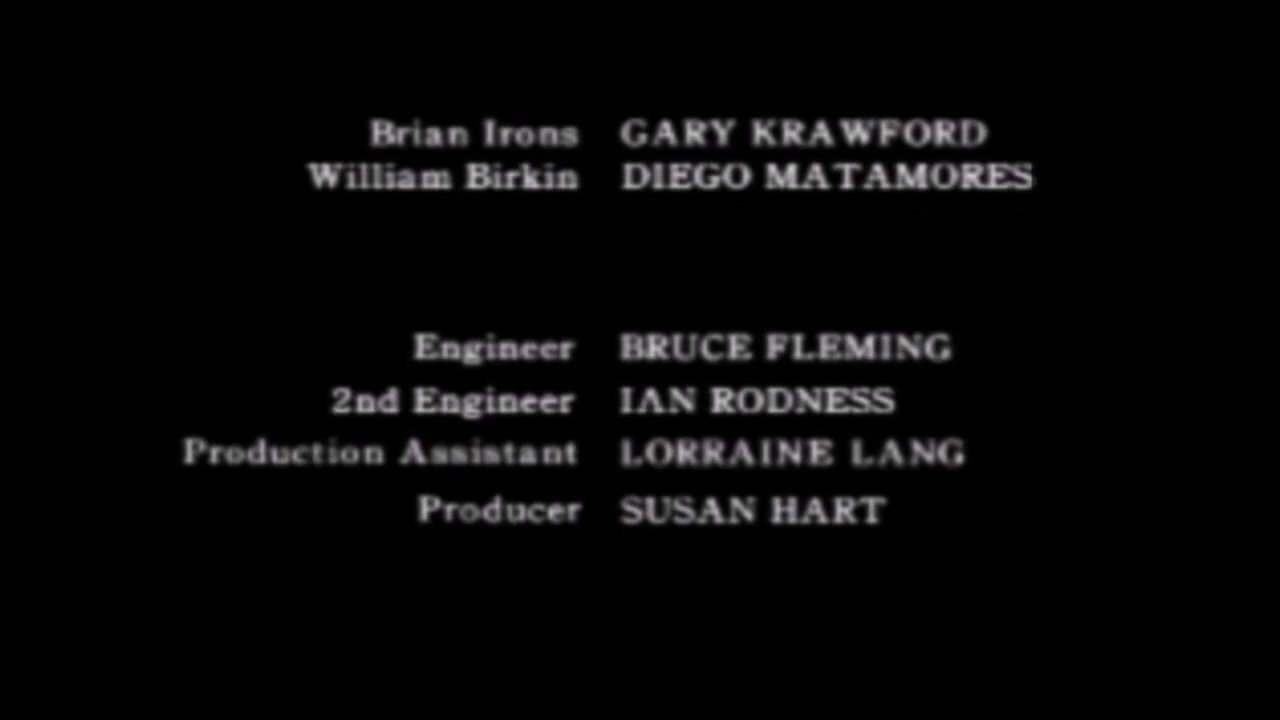 Brian Irons GARY KRAWFORD
William Birkin DIEGO MATAMORES
Engineer BRUCE FLEMING
2nd Engineer IAN RODNESS
Production Assistant LORRAINE LANG
Producer SUSAN HART